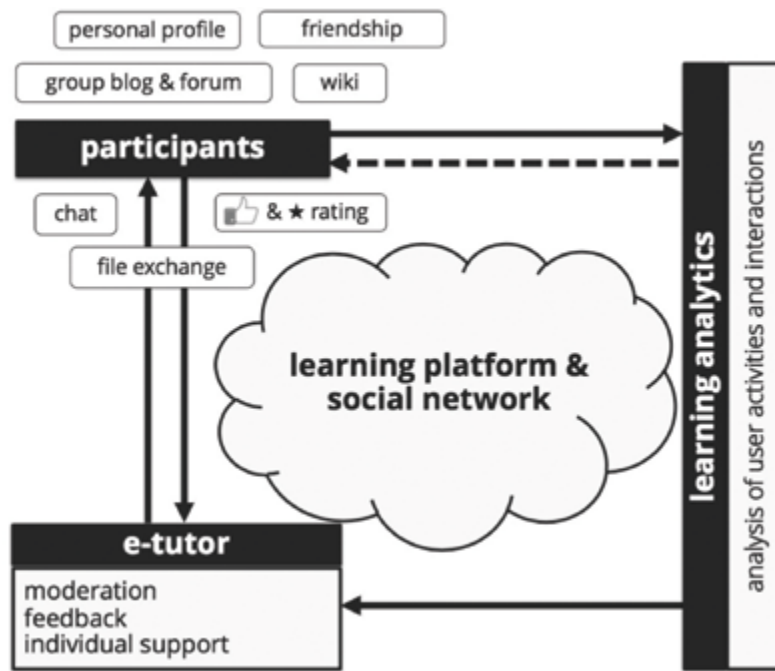 personal profile
friendship
group blog & forum
wiki
participants
chat
& ★ rating
file exchange
learning platform &
social network
learning analytics
analysis of user activities and interactions
e-tutor
moderation
feedback
individual support